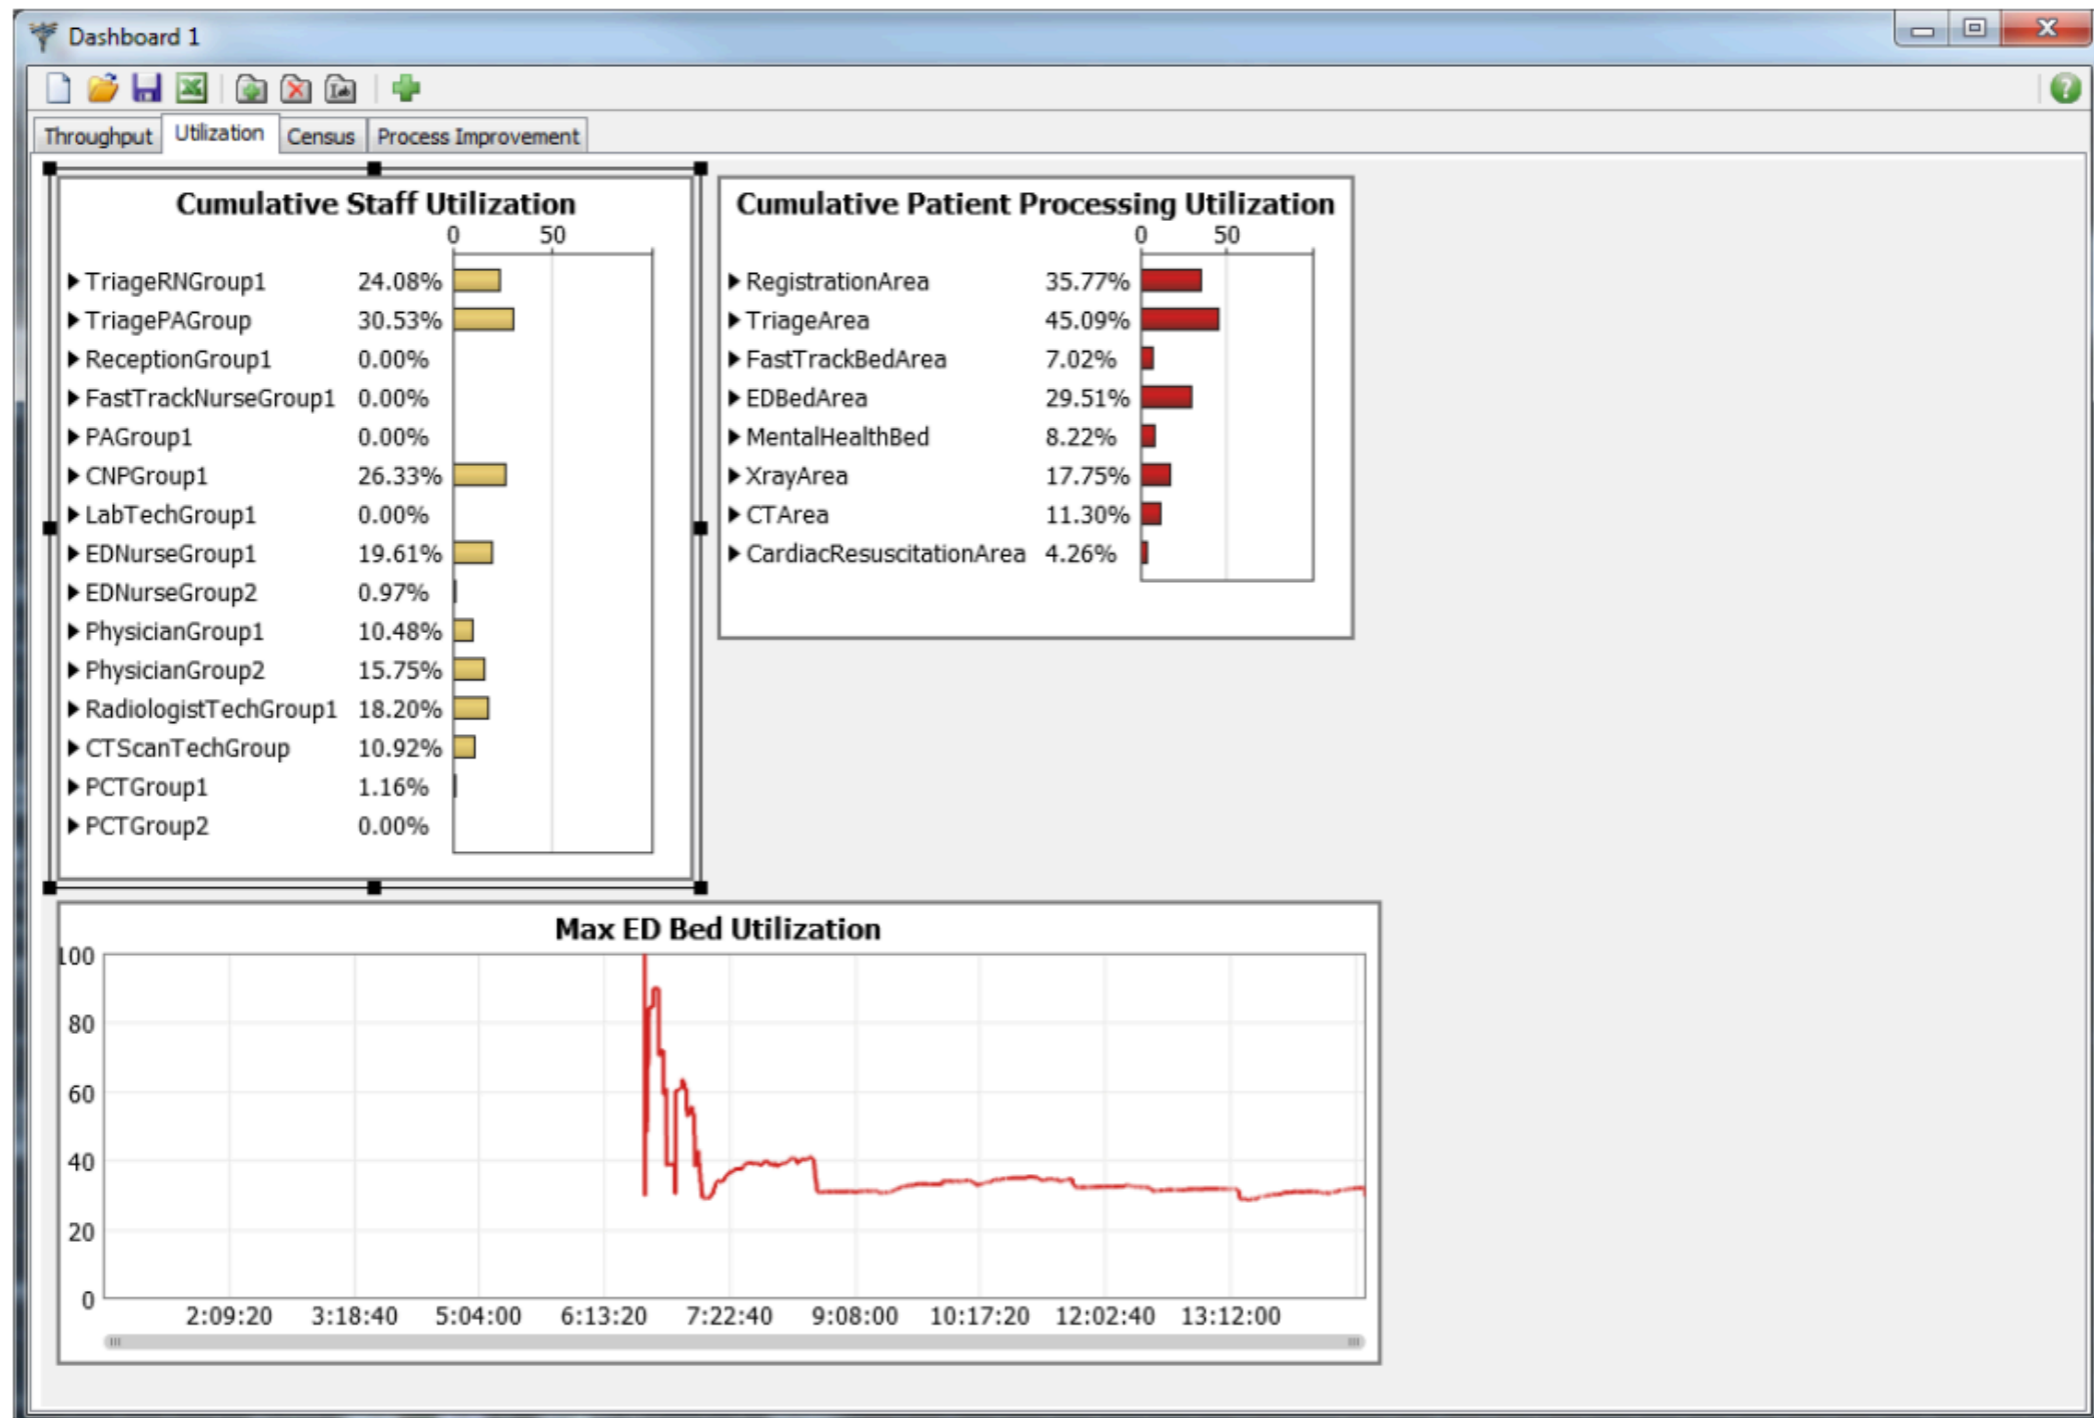 Dashboard 1
Throughput Utilization Census Process Improvement
Cumulative Staff Utilization
0 50
TriageRNGroup1 24.08%
TriagePAGroup 30.53%
ReceptionGroup1 0.00%
FastTrackNurseGroup1 0.00%
PAGroup1 0.00%
CNPGroup1 26.33%
LabTechGroup1 0.00%
EDNurseGroup1 19.61%
EDNurseGroup2 0.97%
PhysicianGroup1 10.48%
PhysicianGroup2 15.75%
RadiologistTechGroup1 18.20%
CTScanTechGroup 10.92%
PCTGroup1 1.16%
PCTGroup2 0.00%
Cumulative Patient Processing Utilization
0 50
RegistrationArea 35.77%
TriageArea 45.09%
FastTrackBedArea 7.02%
EDBedArea 29.51%
MentalHealthBed 8.22%
XrayArea 17.75%
CTArea 11.30%
CardiacResuscitationArea 4.26%
Max ED Bed Utilization
100
80
60
40
20
0
2:09:20 3:18:40 5:04:00 6:13:20 7:22:40 9:08:00 10:17:20 12:02:40 13:12:00